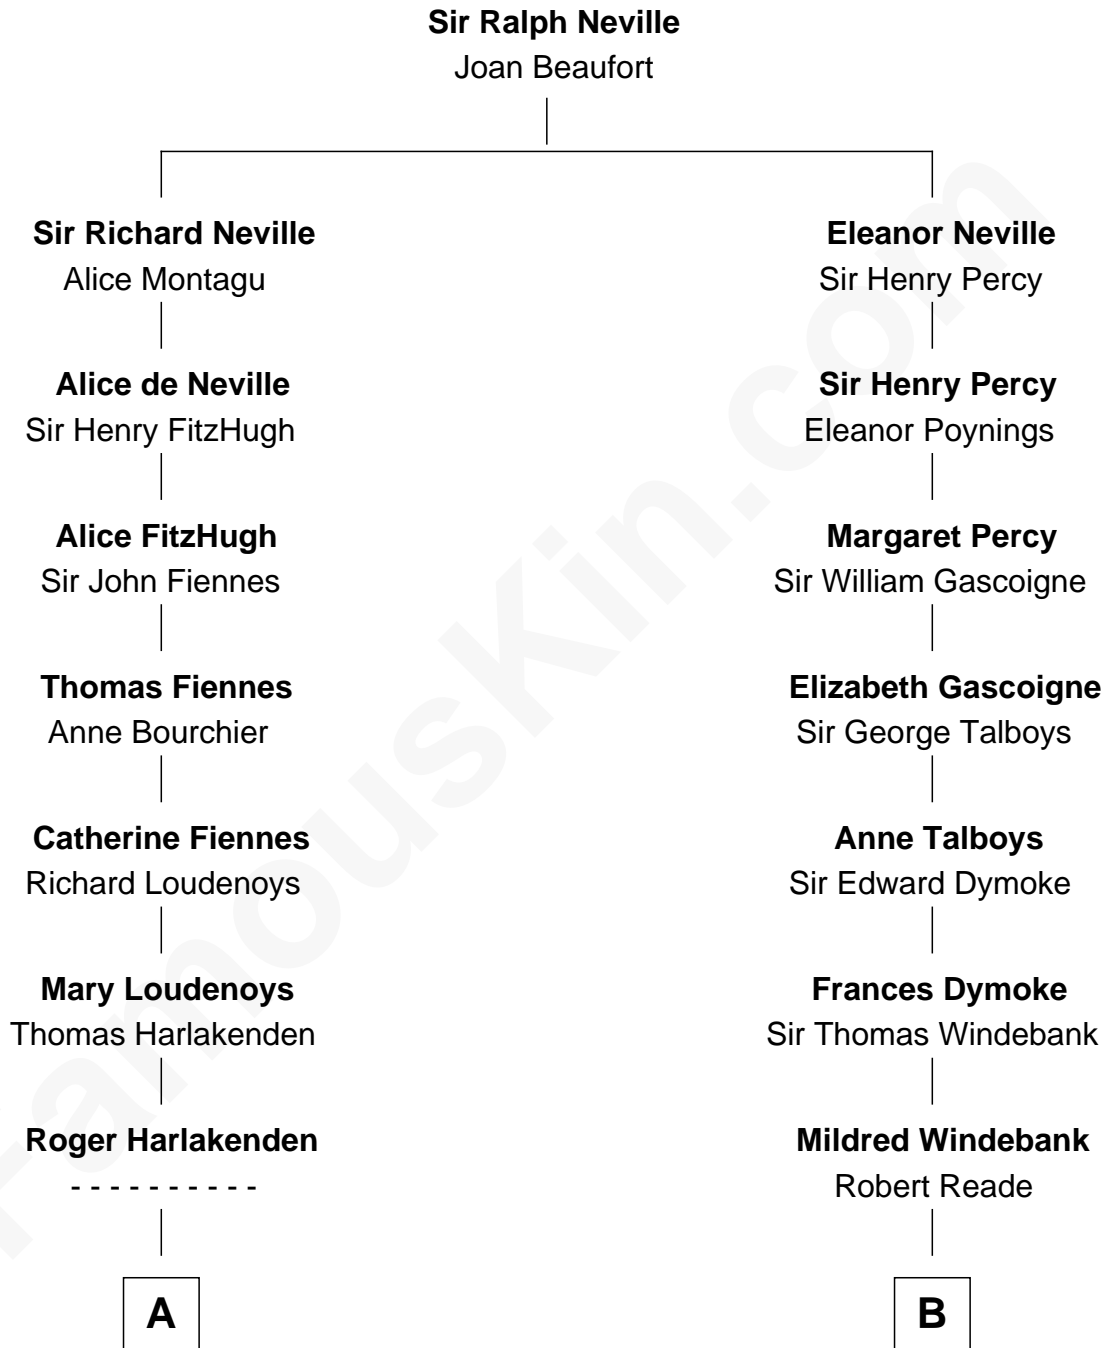 Sir Ralph Neville
Joan Beaufort
Sir Richard Neville
Alice Montagu
Alice de Neville
Sir Henry FitzHugh
Alice FitzHugh
Sir John Fiennes
Thomas Fiennes
Anne Bourchier
Catherine Fiennes
Richard Loudenoys
Mary Loudenoys
Thomas Harlakenden
Roger Harlakenden
- - - - - - - - - -
A
Eleanor Neville
Sir Henry Percy
Sir Henry Percy
Eleanor Poynings
Margaret Percy
Sir William Gascoigne
Elizabeth Gascoigne
Sir George Talboys
Anne Talboys
Sir Edward Dymoke
Frances Dymoke
Sir Thomas Windebank
Mildred Windebank
Robert Reade
B
FamousKin.com